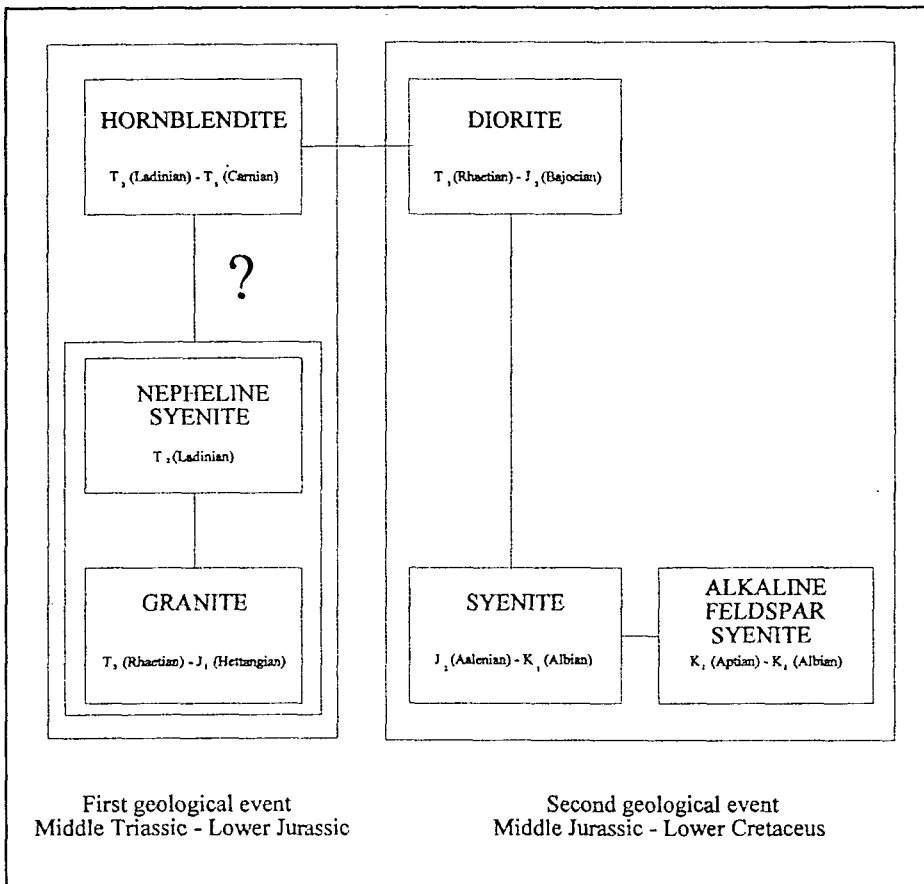 HORNBLENDITE
T₂ (Ladinian) - T₃ (Carnian)
?
NEPHELINE
SYENITE
T₂ (Ladinian)
GRANITE
T₃ (Rhaetian) - J₁ (Hettangian)
DIORITE
T₃ (Rhaetian) - J₂ (Bajocian)
SYENITE
J₂ (Aalenian) - K₁ (Albian)
ALKALINE
FELDSPAR
SYENITE
K₁ (Aptian) - K₁ (Albian)
First geological event
Middle Triassic - Lower Jurassic
Second geological event
Middle Jurassic - Lower Cretaceus